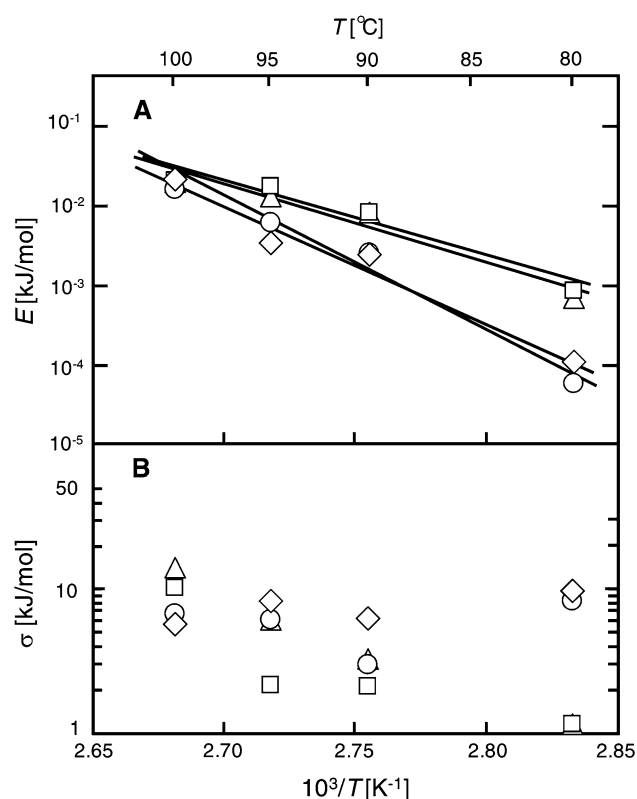 T [°C]
100 95 90 85 80
A
10⁻¹
10⁻²
10⁻³
10⁻⁴
10⁻⁵
E [kJ/mol]
B
50
10
1
σ [kJ/mol]
2.65 2.70 2.75 2.80 2.85
10³/T [K⁻¹]